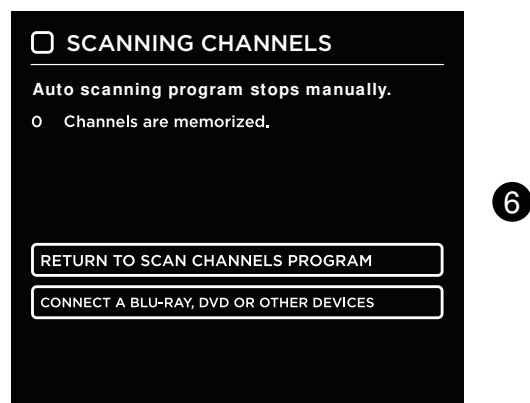 SCANNING CHANNELS
Auto scanning program stops manually.
0 Channels are memorized.
6
RETURN TO SCAN CHANNELS PROGRAM
CONNECT A BLU-RAY, DVD OR OTHER DEVICES